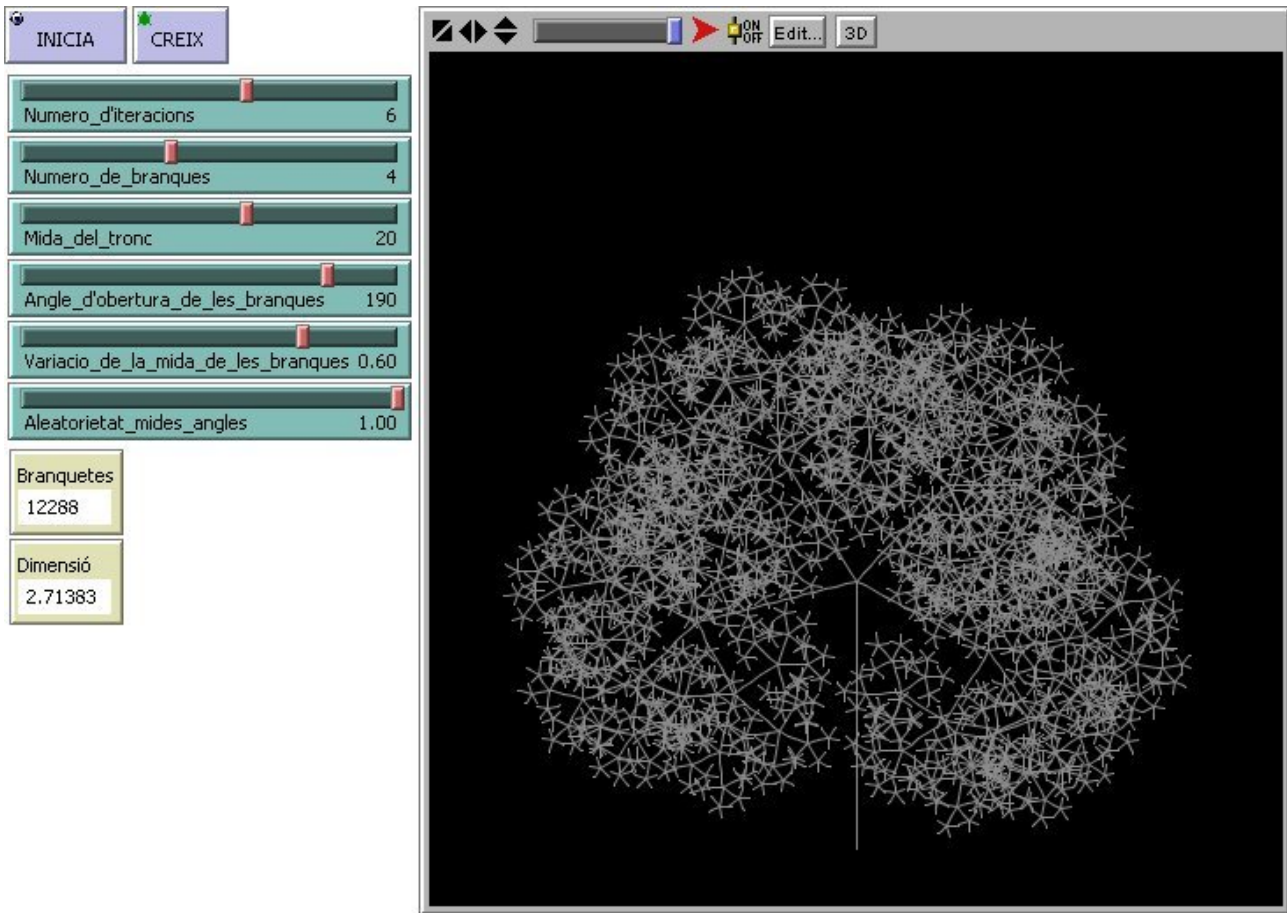 INICIA
CREIX
ON
OFF
Edit...
3D
Numero_d'iteracions 6
Numero_de_branques 4
Mida_del_tronc 20
Angle_d'obertura_de_les_branques 190
Variacio_de_la_mida_de_les_branques 0.60
Aleatorietat_mides_angles 1.00
Branquetes
12288
Dimensió
2.71383